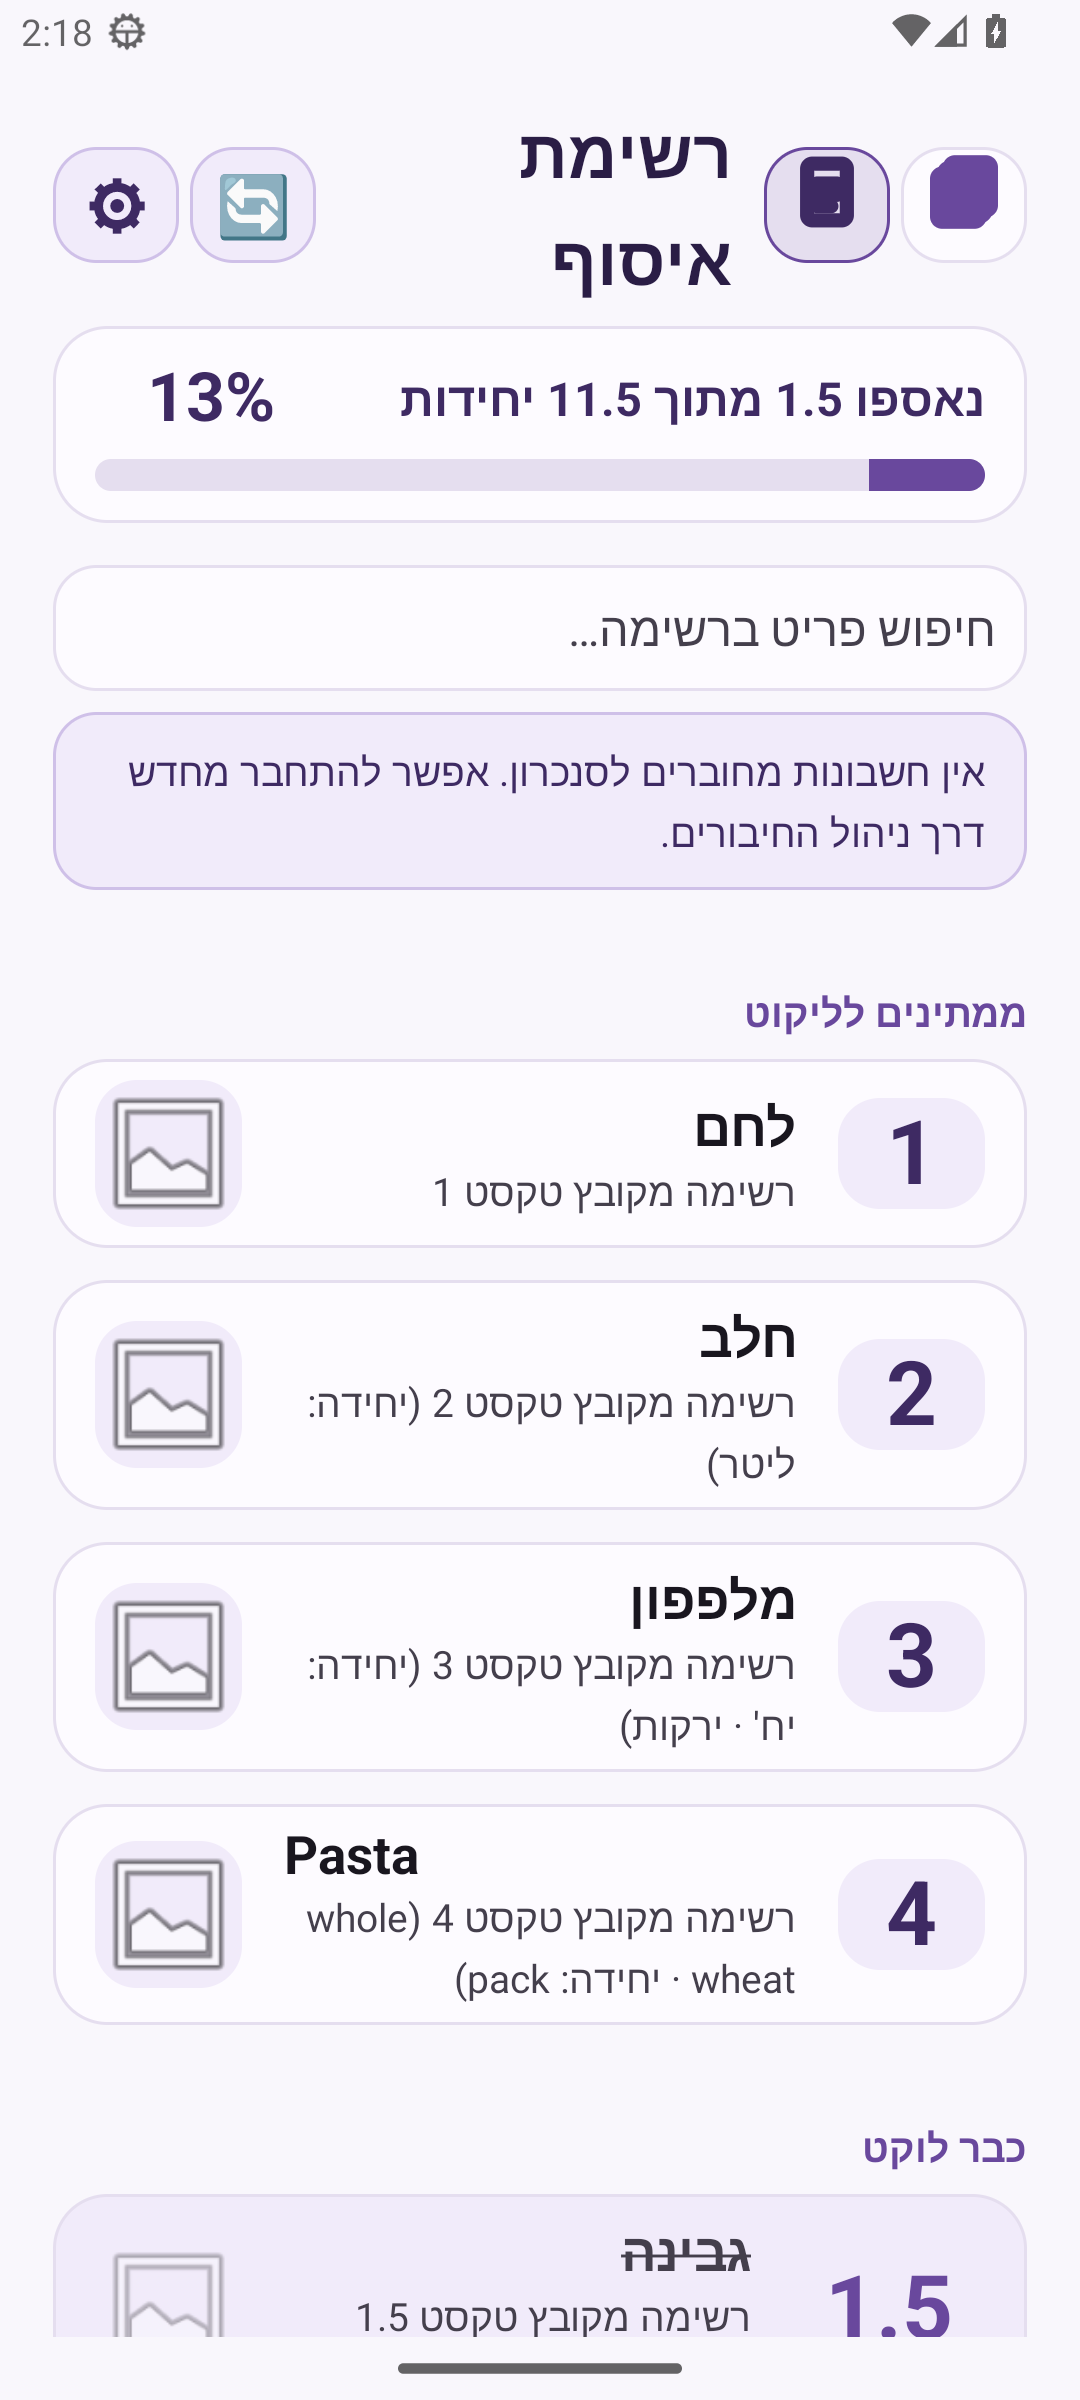 2:18
רשימת
איסוף
נאספו 1.5 מתוך 11.5 יחידות
13%
חיפוש פריט ברשימה...
אין חשבונות מחוברים לסנכרון. אפשר להתחבר מחדש
דרך ניהול החיבורים.
ממתינים לליקוט
1
לחם
רשימה מקובץ טקסט 1
2
חלב
רשימה מקובץ טקסט 2 (יחידה:
ליטר)
3
מלפפון
רשימה מקובץ טקסט 3 (יחידה:
יח' · ירקות)
4
Pasta
רשימה מקובץ טקסט 4 (whole
wheat · יחידה: pack)
כבר לוקט
1.5
גבינה
רשימה מקובץ טקסט 1.5